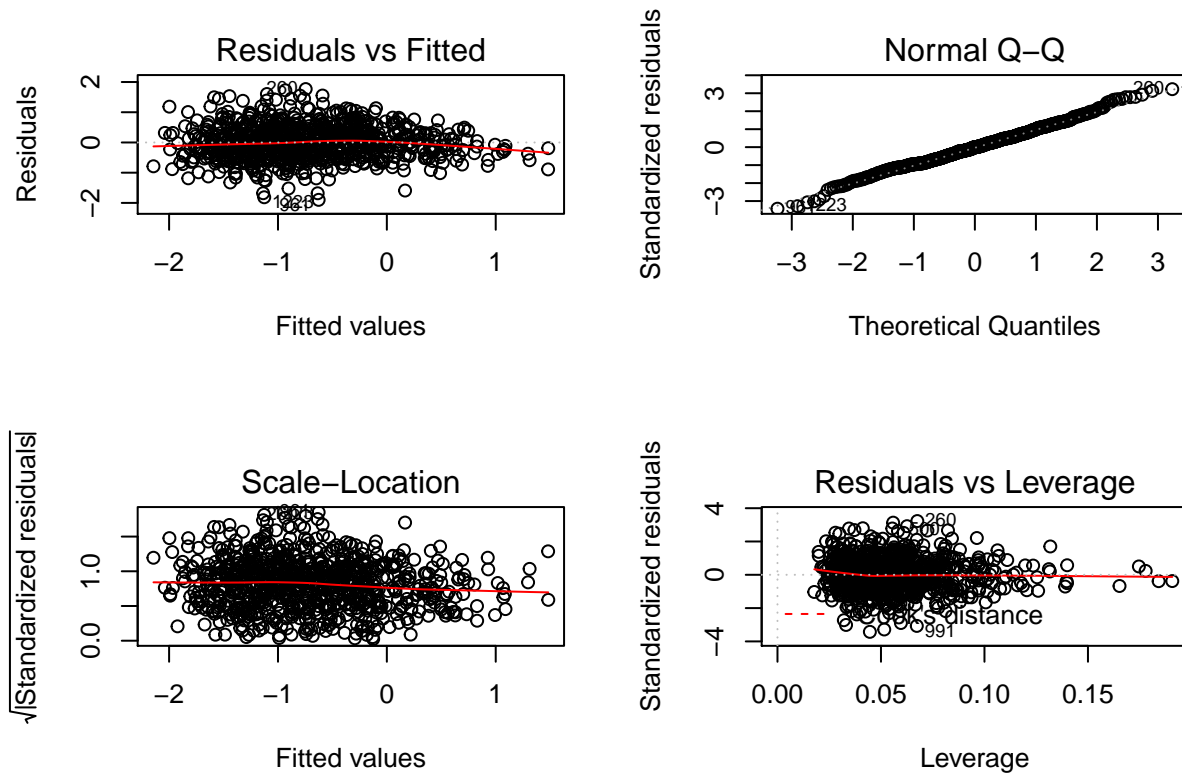 Residuals vs Fitted
Residuals
2
0
−2
260
−2 −1 0 1
Fitted values
Normal Q−Q
Standardized residuals
3
0
−3
260
223
−3 −2 −1 0 1 2 3
Theoretical Quantiles
Scale−Location
√|Standardized residuals|
1.0
0.0
−2 −1 0 1
Fitted values
Residuals vs Leverage
Standardized residuals
4
0
−4
260
distance
991
0.00 0.05 0.10 0.15
Leverage